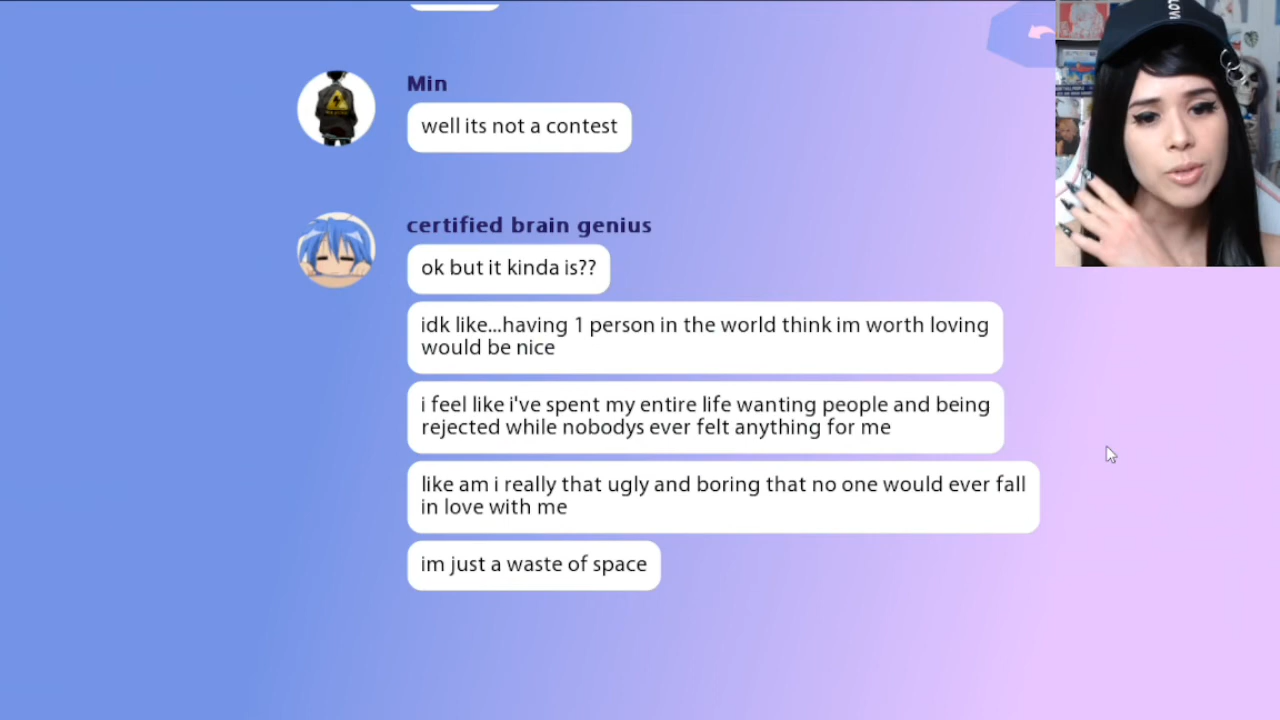 Min
well its not a contest
certified brain genius
ok but it kinda is??
idk like...having 1 person in the world think im worth loving
would be nice
i feel like i've spent my entire life wanting people and being
rejected while nobodys ever felt anything for me
like am i really that ugly and boring that no one would ever fall
in love with me
im just a waste of space